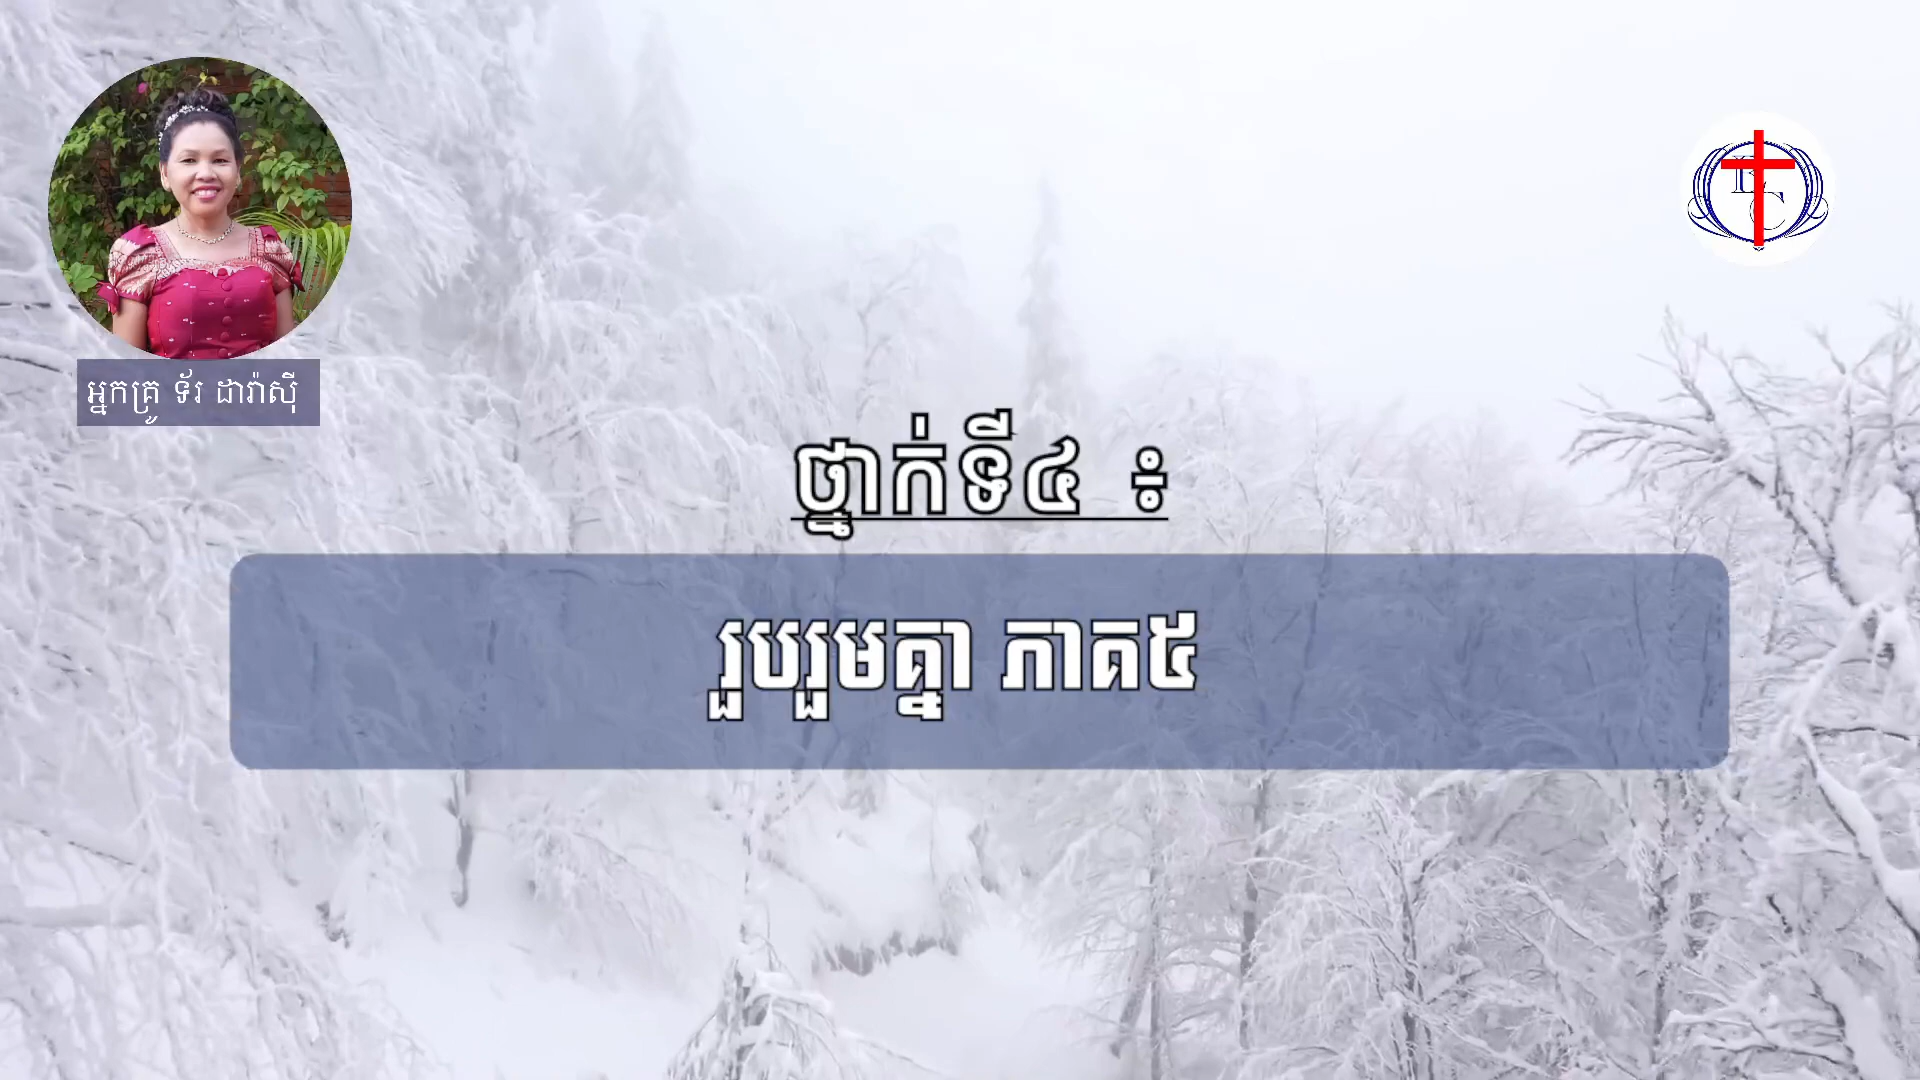 អ្នកគ្រូ ទ័រ ដារ៉ាស៊ី
ថ្នាក់ទី៤ ៖
រួបរួមគ្នា ភាគ៥